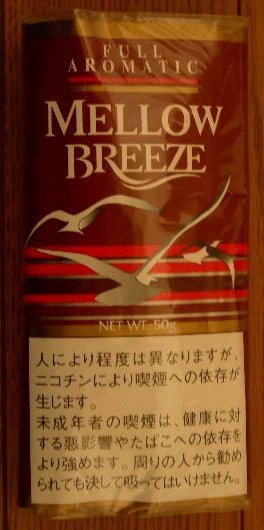 FULL
AROMATIC
MELLOW
BREEZE
NET WT. 50g
人により程度は異なりますが、
ニコチンにより喫煙への依存が
生じます。
未成年者の喫煙は、健康に対
する悪影響やたばこへの依存を
より強めます。周りの人から勧め
られても決して吸ってはいけません。